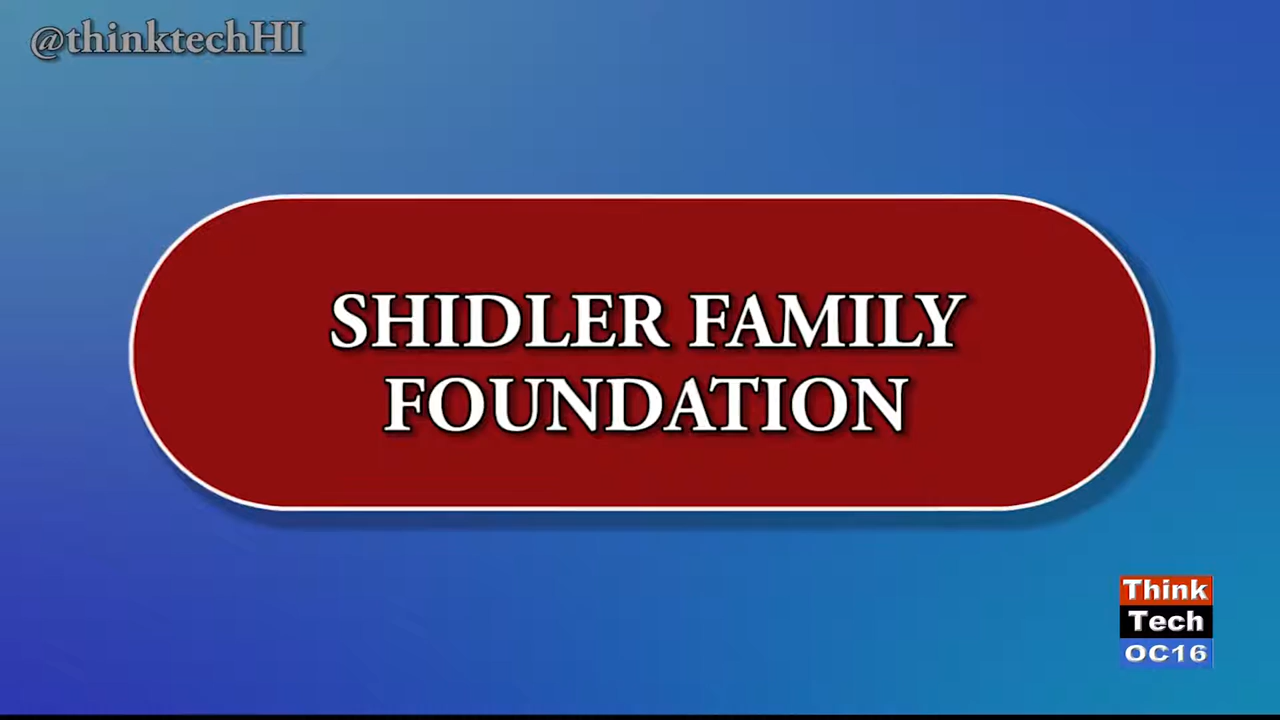 @thinktechHI
SHIDLER FAMILY
FOUNDATION
Think
Tech
OC16